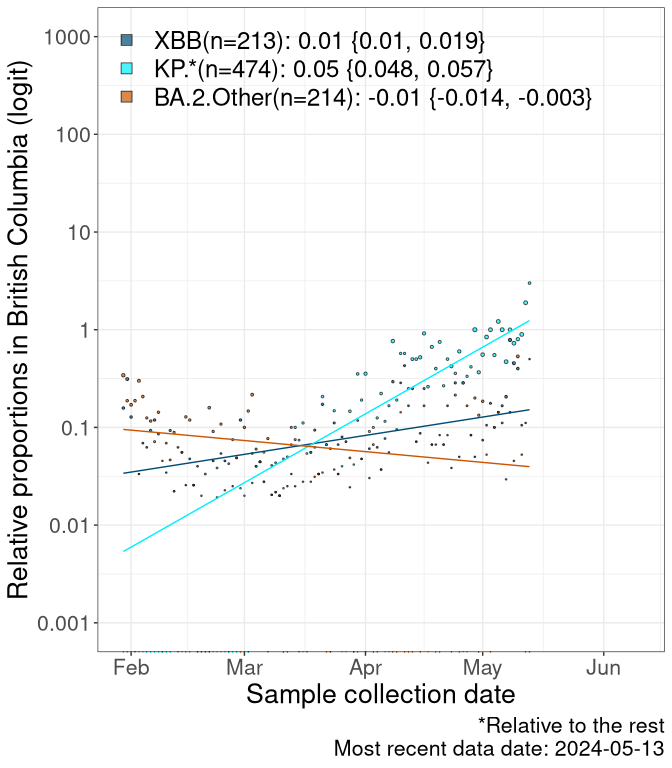 1000
XBB(n=213): 0.01 {0.01, 0.019}
KP.*(n=474): 0.05 {0.048, 0.057}
BA.2.Other(n=214): -0.01 {-0.014, -0.003}
100
10
1
0.1
0.01
0.001
Relative proportions in British Columbia (logit)
Feb Mar Apr May Jun
Sample collection date
*Relative to the rest
Most recent data date: 2024-05-13